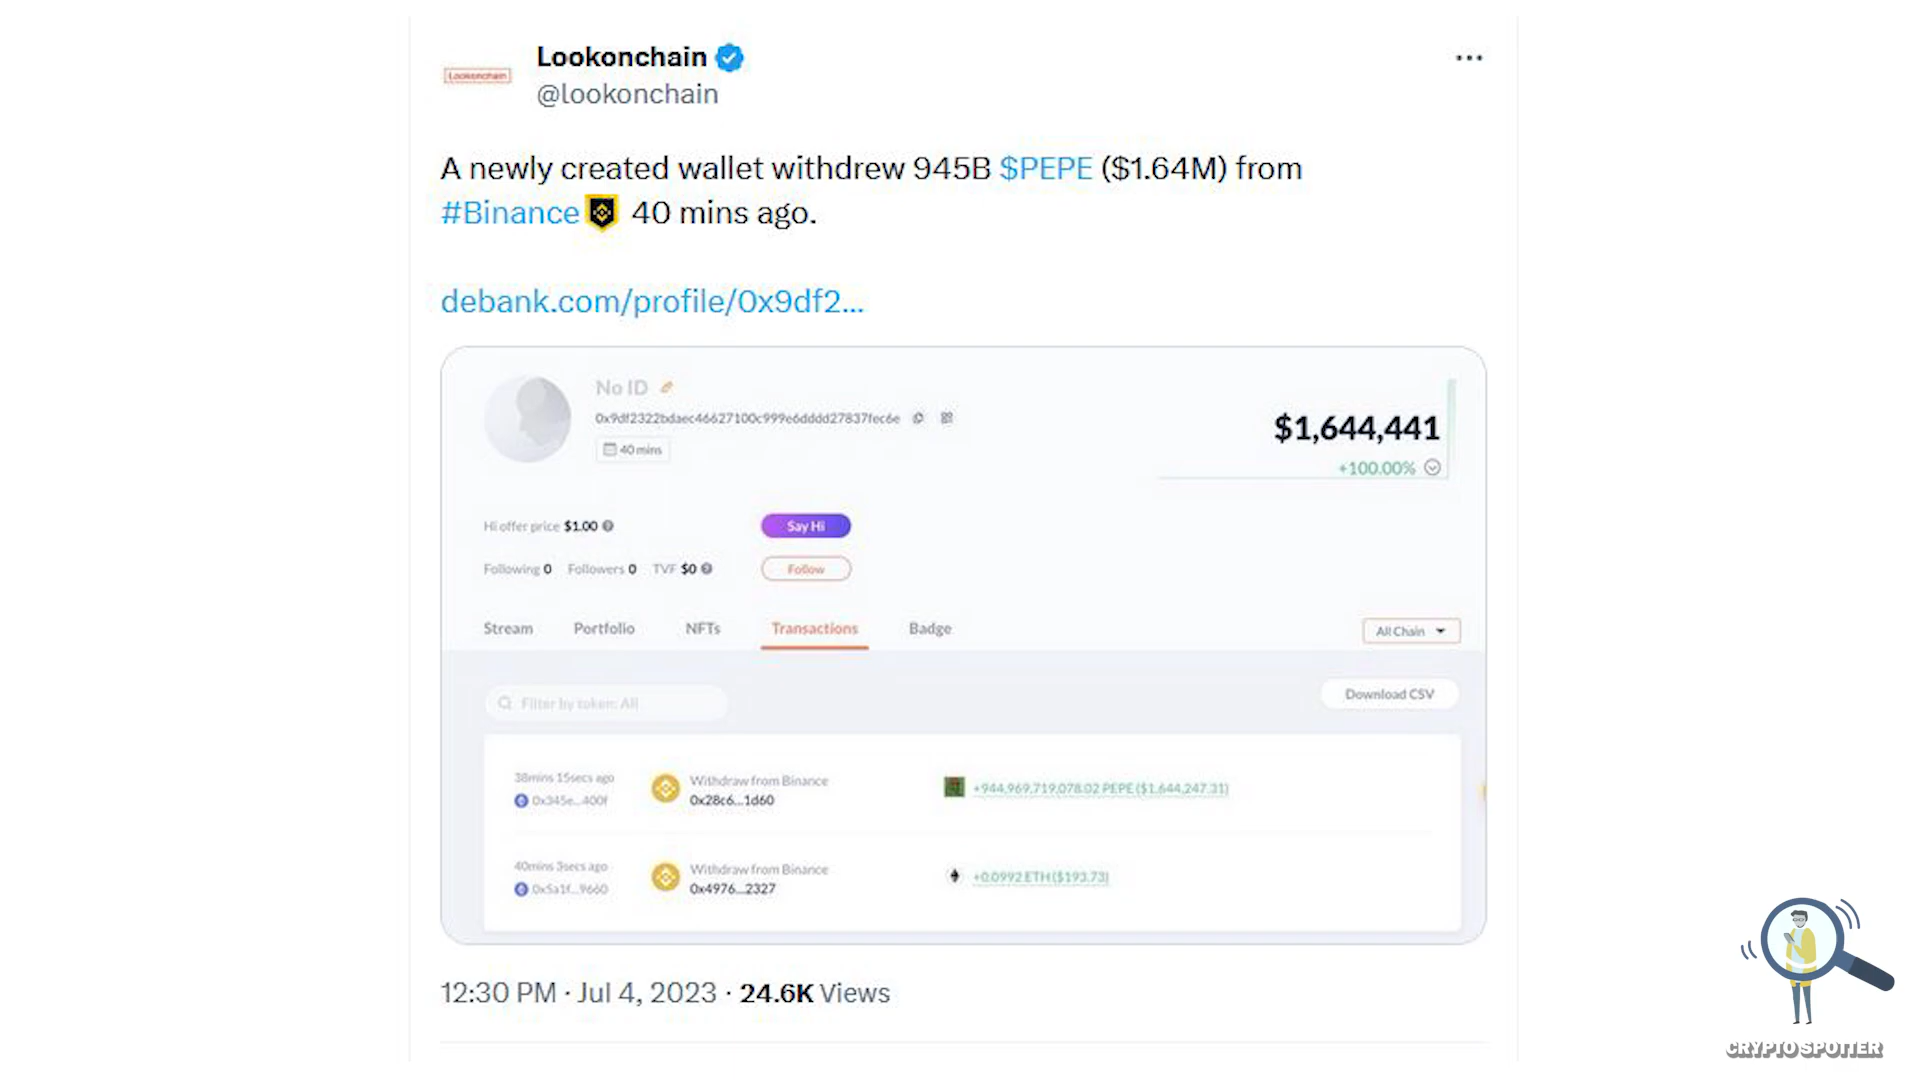 Lookonchain
Lookonchain
@lookonchain
A newly created wallet withdrew 945B $PEPE ($1.64M) from
#Binance 40 mins ago.
debank.com/profile/0x9df2...
No ID
0x9df2322bdaec46627100c999e6dddd27837fec6e
40 mins
$1,644,441
+100.00%
Hi offer price $1.00
Say Hi
Following 0 Followers 0 TVF $0
Follow
Stream Portfolio NFTs Transactions Badge
All Chain
Filter by token: All
Download CSV
38mins 15secs ago
Withdraw from Binance
0x345e...400f
0x28c6...1d60
+944,969,719,078.02 PEPE ($1,644,247.31)
40mins 3secs ago
Withdraw from Binance
0x5a1f...9660
0x4976...2327
+0.0992 ETH ($193.73)
12:30 PM · Jul 4, 2023 · 24.6K Views
CRYPTO SPOTTER